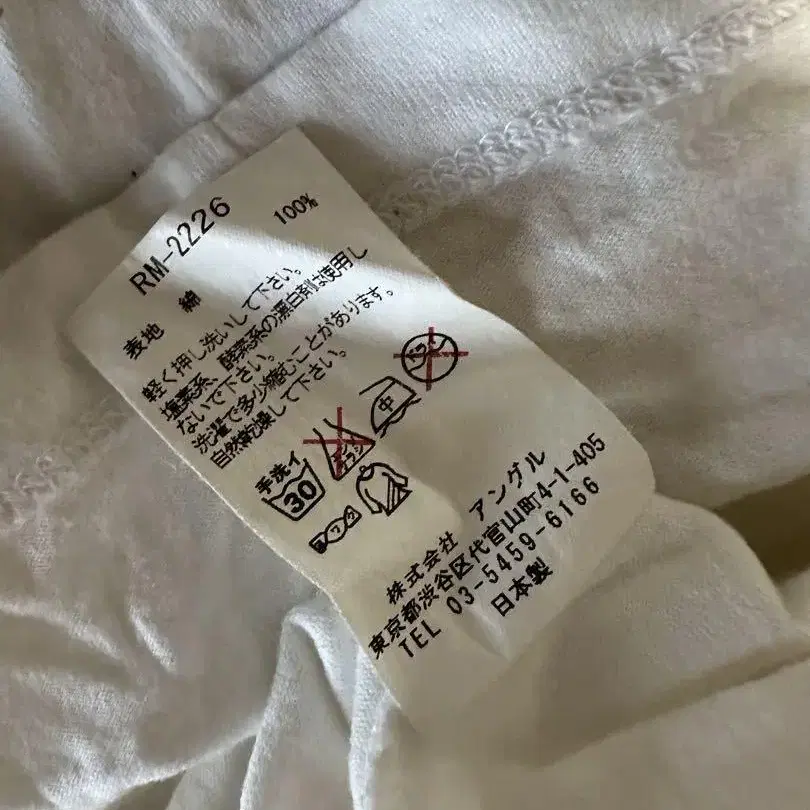 RM-2226
表地 綿 100%
軽く押し洗いして下さい。
塩素系、酵素系の漂白剤は使用し
ないで下さい。
洗濯で多少縮むことがあります。
自然乾燥して下さい。
手洗イ
30
中
株式会社 アングル
東京都渋谷区代官山町4-1-405
TEL 03-5459-6166
日本製